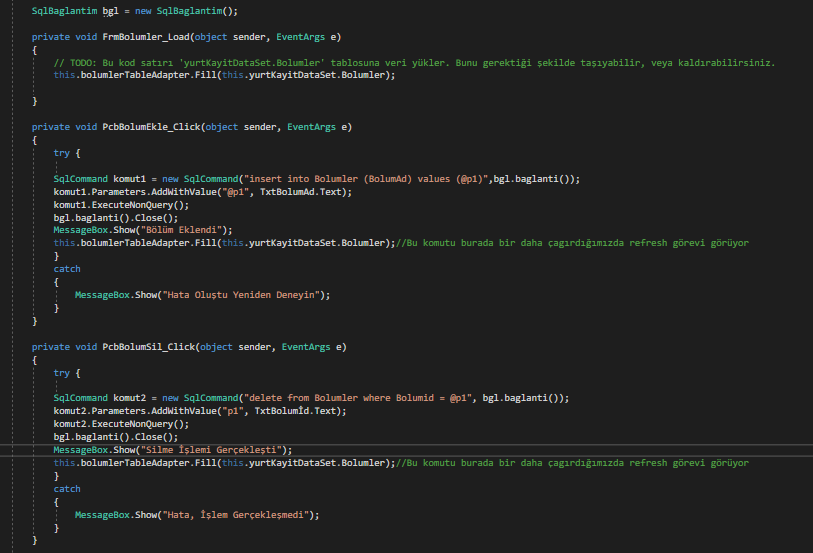 SqlBaglantim bgl = new SqlBaglantim();
private void FrmBolumler_Load(object sender, EventArgs e)
{
// TODO: Bu kod satırı 'yurtKayitDataSet.Bolumler' tablosuna veri yükler. Bunu gerektiği şekilde taşıyabilir, veya kaldırabilirsiniz.
this.bolumlerTableAdapter.Fill(this.yurtKayitDataSet.Bolumler);
}
private void PcbBolumEkle_Click(object sender, EventArgs e)
{
try {
SqlCommand komut1 = new SqlCommand("insert into Bolumler (BolumAd) values (@p1)",bgl.baglanti());
komut1.Parameters.AddWithValue("@p1", TxtBolumAd.Text);
komut1.ExecuteNonQuery();
bgl.baglanti().Close();
MessageBox.Show("Bölüm Eklendi");
this.bolumlerTableAdapter.Fill(this.yurtKayitDataSet.Bolumler);//Bu komutu burada bir daha çagırdığımızda refresh görevi görüyor
}
catch
{
MessageBox.Show("Hata Oluştu Yeniden Deneyin");
}
}
private void PcbBolumSil_Click(object sender, EventArgs e)
{
try {
SqlCommand komut2 = new SqlCommand("delete from Bolumler where Bolumid = @p1", bgl.baglanti());
komut2.Parameters.AddWithValue("p1", TxtBolumİd.Text);
komut2.ExecuteNonQuery();
bgl.baglanti().Close();
MessageBox.Show("Silme İşlemi Gerçekleşti");
this.bolumlerTableAdapter.Fill(this.yurtKayitDataSet.Bolumler);//Bu komutu burada bir daha çagırdığımızda refresh görevi görüyor
}
catch
{
MessageBox.Show("Hata, İşlem Gerçekleşmedi");
}
}